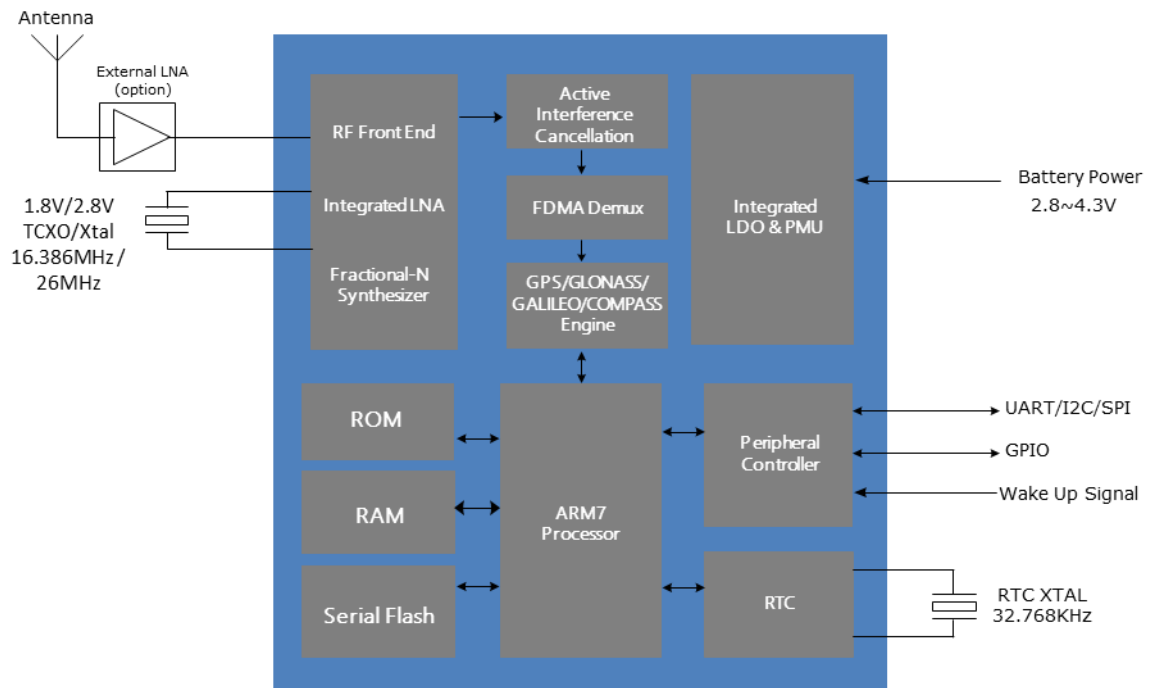 Antenna
External LNA
(option)
1.8V/2.8V
TCXO/Xtal
16.386MHz /
26MHz
RF Front End
Integrated LNA
Fractional-N
Synthesizer
Active
Interference
Cancellation
FDMA Demux
GPS/GLONASS/
GALILEO/COMPASS
Engine
Integrated
LDO & PMU
Battery Power
2.8~4.3V
ROM
RAM
Serial Flash
ARM7
Processor
Peripheral
Controller
RTC
UART/I2C/SPI
GPIO
Wake Up Signal
RTC XTAL
32.768KHz